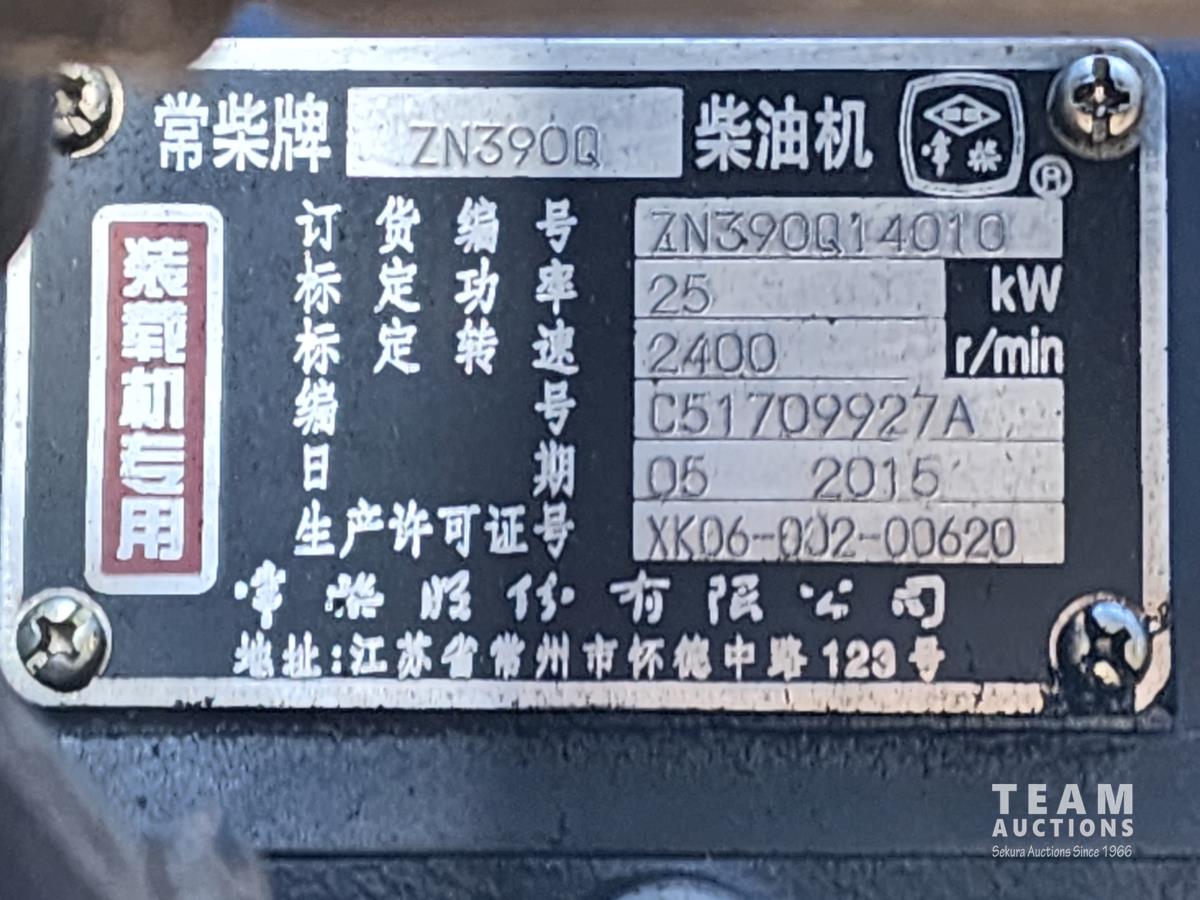 常柴牌 ZN390Q 柴油机
常柴
®
装载机专用
订货编号 ZN390Q14010
标定功率 25 kW
标定转速 2400 r/min
编号 C51709927A
日期 05 2015
生产许可证号 XK06-002-00620
常柴股份有限公司
地址:江苏省常州市怀德中路123号
TEAM
AUCTIONS
Sekura Auctions Since 1966